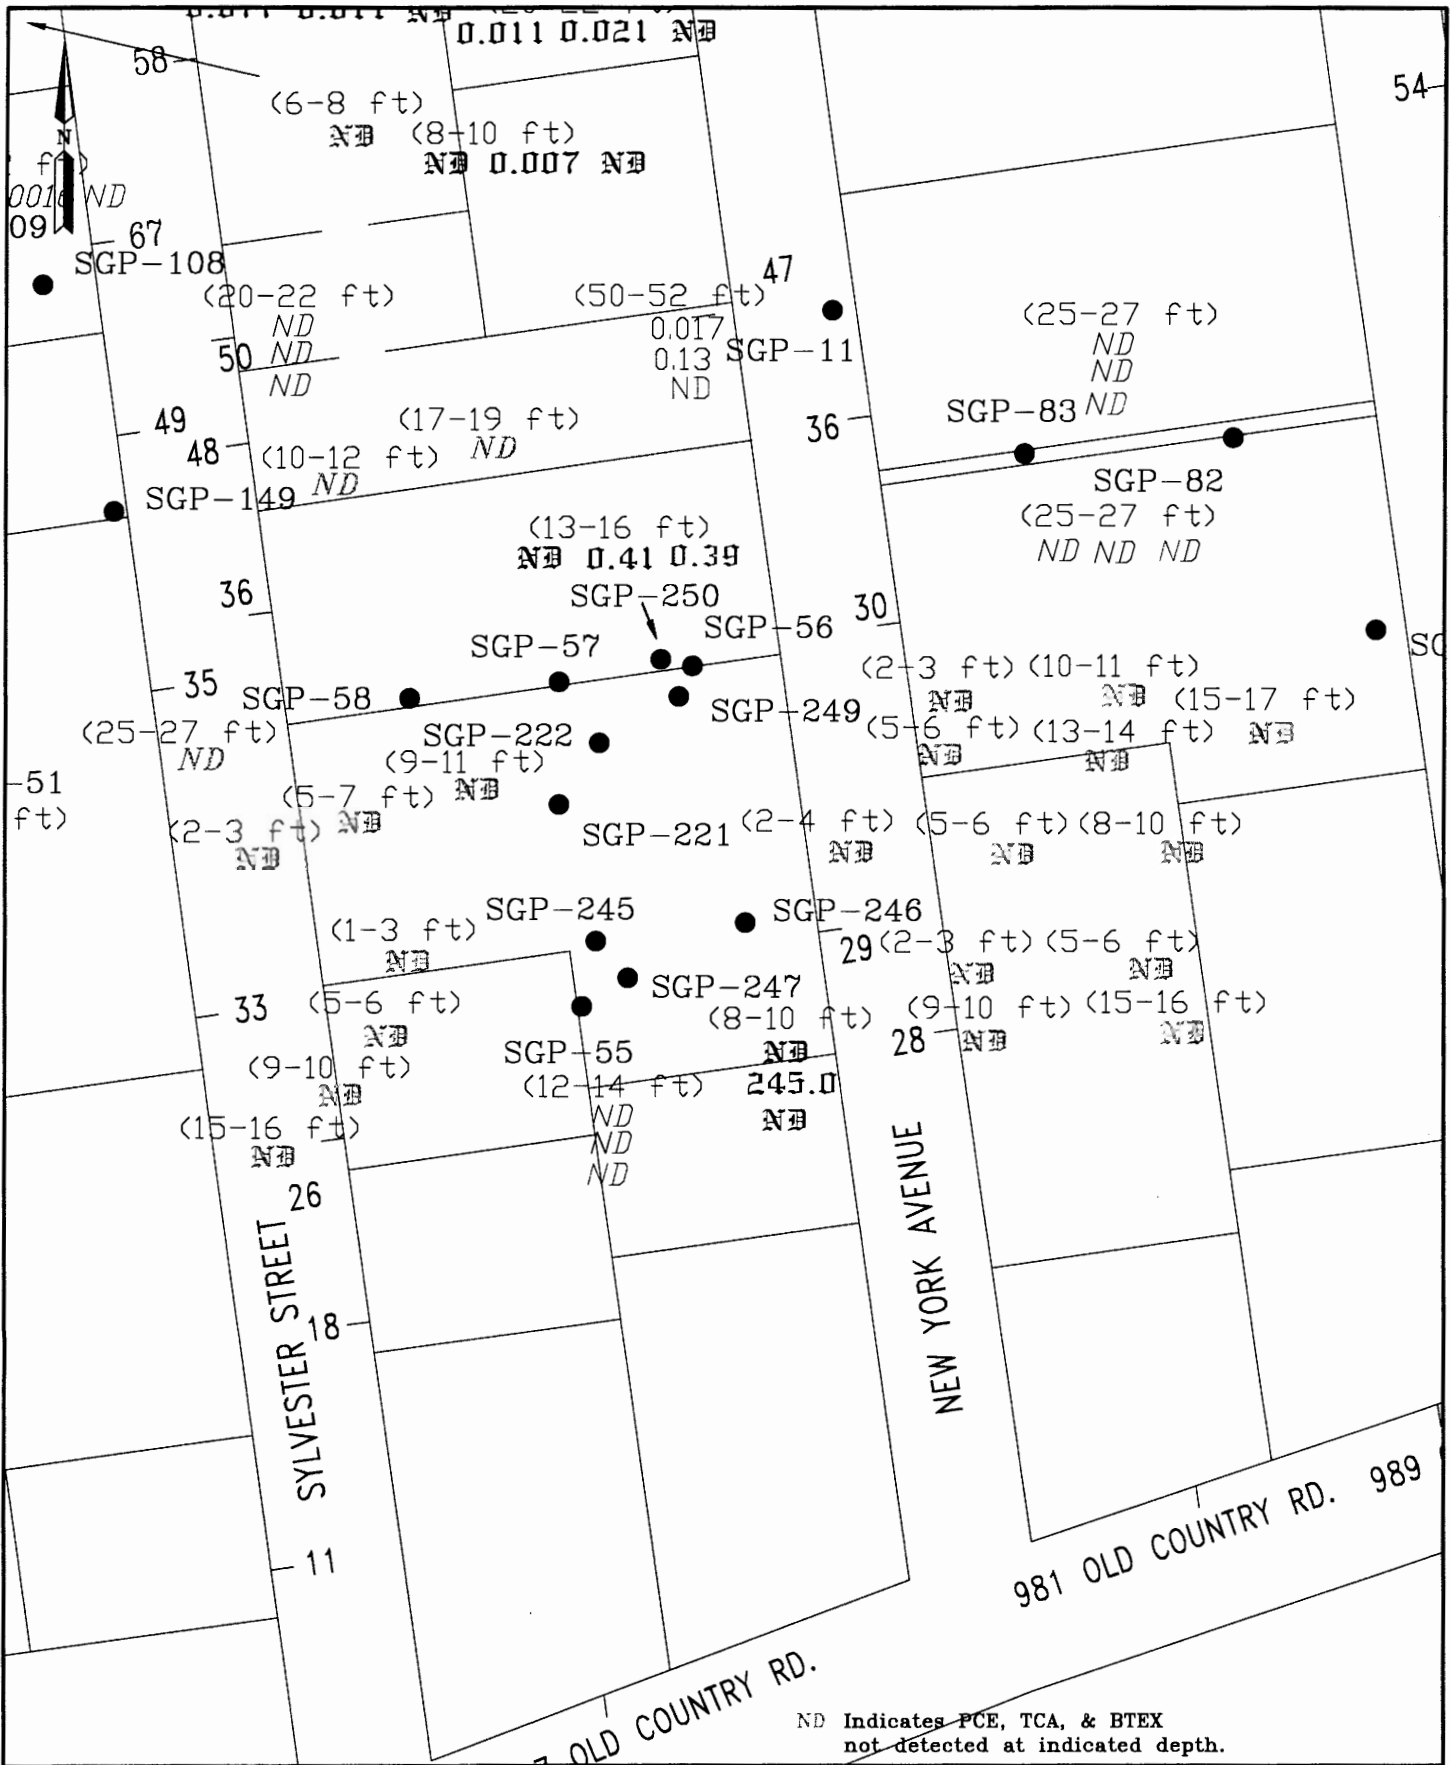 0.011 0.021 ND
58
54
(6-8 ft)
ND
(8-10 ft)
ND 0.007 ND
N
ft)
0016 ND
09
67
SGP-108
47
(20-22 ft)
ND
ND
ND
50
(50-52 ft)
0.017
0.13
ND
SGP-11
(25-27 ft)
ND
ND
ND
SGP-83
49
48
(17-19 ft)
ND
(10-12 ft)
ND
36
SGP-149
SGP-82
(25-27 ft)
ND ND ND
(13-16 ft)
ND 0.41 0.39
SGP-250
36
30
SGP-56
SGP-57
35
SGP-58
(2-3 ft) (10-11 ft)
ND ND
(15-17 ft)
ND
SGP-249
(5-6 ft) (13-14 ft)
ND ND
(25-27 ft)
ND
SGP-222
(9-11 ft)
ND
-51
ft)
(5-7 ft)
ND
(2-3 ft)
ND
SGP-221
(2-4 ft) (5-6 ft) (8-10 ft)
ND ND ND
SGP-245
SGP-246
(1-3 ft)
ND
29
(2-3 ft) (5-6 ft)
ND ND
SGP-247
(8-10 ft)
ND
245.0
ND
33
(5-6 ft)
ND
(9-10 ft) (15-16 ft)
ND ND
28
SGP-55
(12-14 ft)
ND
ND
ND
(9-10 ft)
ND
(15-16 ft)
ND
26
18
11
SYLVESTER STREET
NEW YORK AVENUE
981 OLD COUNTRY RD. 989
OLD COUNTRY RD.
ND Indicates PCE, TCA, & BTEX
not detected at indicated depth.